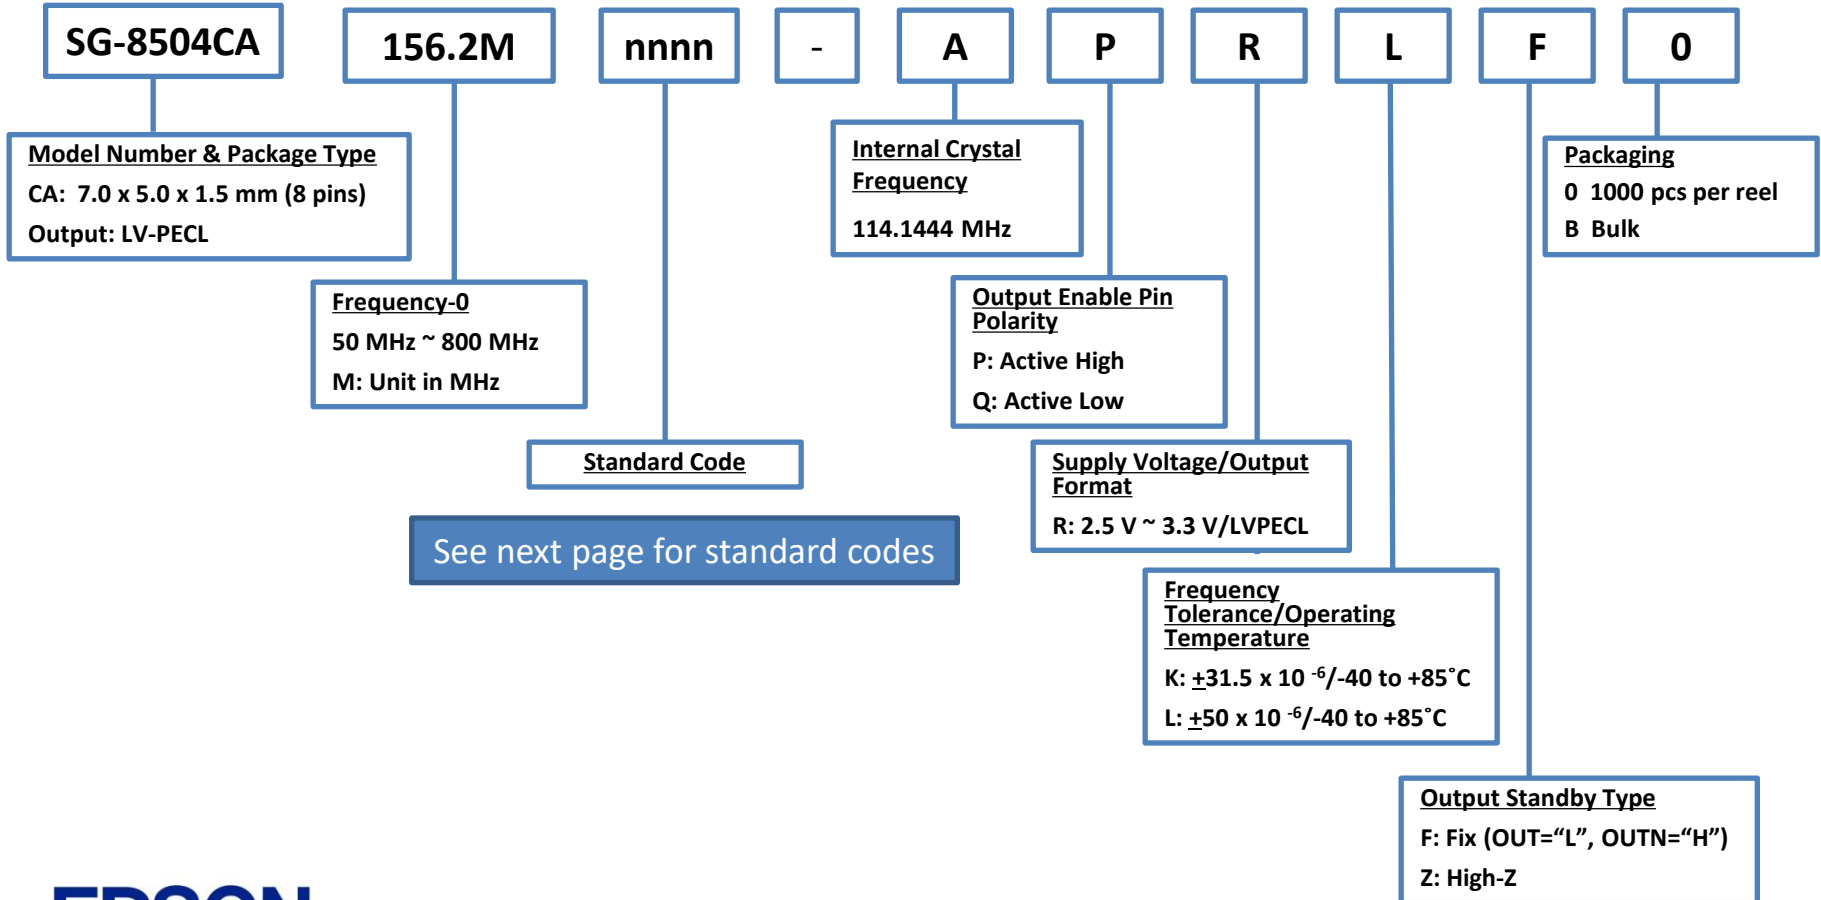 SG-8504CA 156.2M nnnn - A P R L F 0
Model Number & Package Type
CA: 7.0 x 5.0 x 1.5 mm (8 pins)
Output: LV-PECL
Internal Crystal
Frequency
114.1444 MHz
Packaging
0 1000 pcs per reel
B Bulk
Frequency-0
50 MHz ~ 800 MHz
M: Unit in MHz
Output Enable Pin
Polarity
P: Active High
Q: Active Low
Standard Code
Supply Voltage/Output
Format
R: 2.5 V ~ 3.3 V/LVPECL
See next page for standard codes
Frequency
Tolerance/Operating
Temperature
K: ±31.5 x 10 ⁻⁶/-40 to +85˚C
L: ±50 x 10 ⁻⁶/-40 to +85˚C
Output Standby Type
F: Fix (OUT=“L”, OUTN=“H”)
Z: High-Z
EPSON